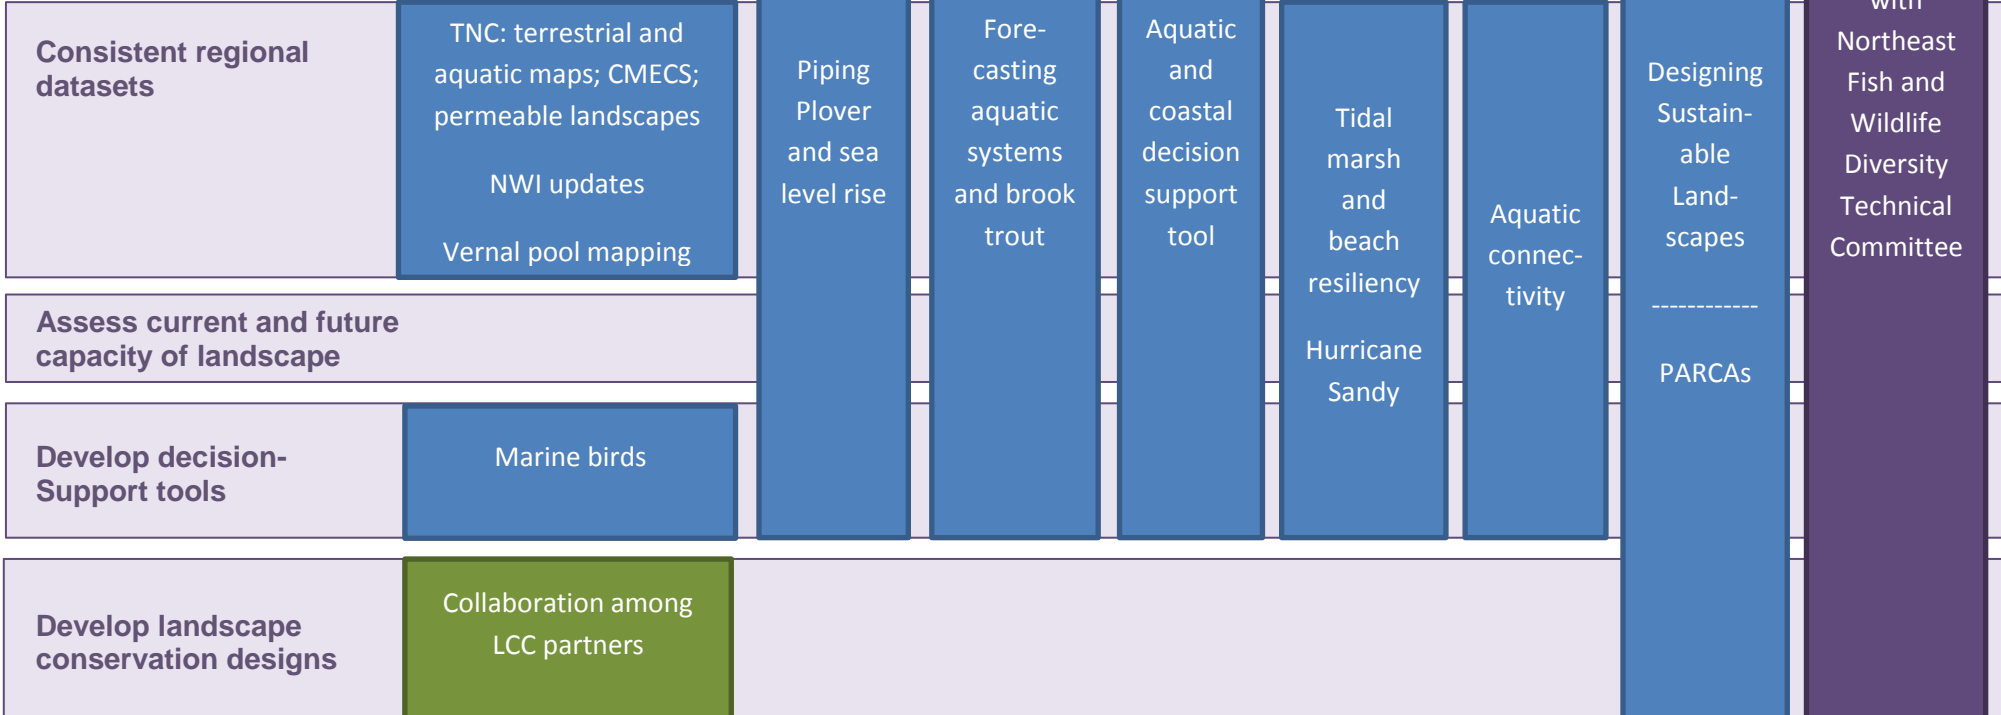 Consistent regional
datasets
TNC: terrestrial and
aquatic maps; CMECS;
permeable landscapes
NWI updates
Vernal pool mapping
Piping
Plover
and sea
level rise
Fore-
casting
aquatic
systems
and brook
trout
Aquatic
and
coastal
decision
support
tool
Tidal
marsh
and
beach
resiliency
Hurricane
Sandy
Aquatic
connec-
tivity
Designing
Sustain-
able
Land-
scapes
------------
PARCAs
with
Northeast
Fish and
Wildlife
Diversity
Technical
Committee
Assess current and future
capacity of landscape
Develop decision-
Support tools
Marine birds
Develop landscape
conservation designs
Collaboration among
LCC partners